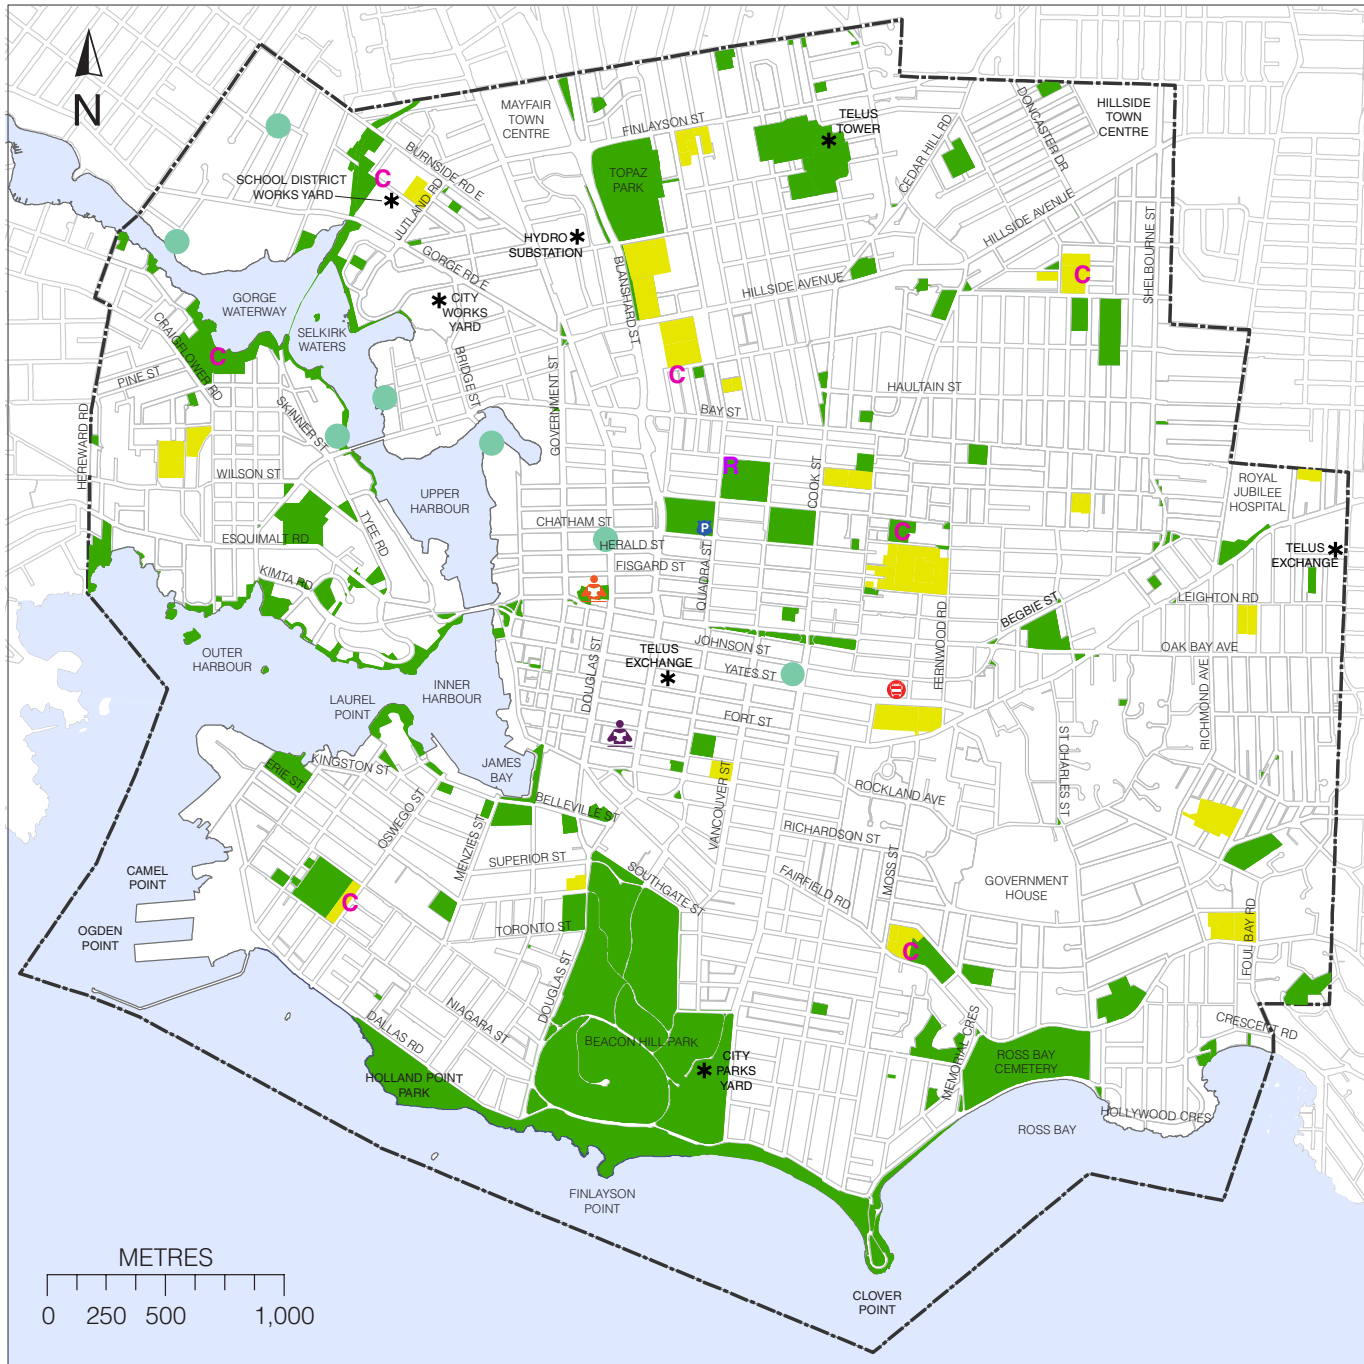 N
MAYFAIR
TOWN
CENTRE
FINLAYSON ST
TELUS
TOWER
DONCASTER DR
HILLSIDE
TOWN
CENTRE
CEDAR HILL RD
BURNSIDE RD E
C
SCHOOL DISTRICT
WORKS YARD
JUTLAND RD
TOPAZ
PARK
HILLSIDE AVENUE
SHELBOURNE ST
HYDRO
SUBSTATION
GORGE RD E
BLANSHARD ST
HILLSIDE AVENUE
C
GORGE
WATERWAY
CITY
WORKS
YARD
SELKIRK
WATERS
CRAIGFLOWER RD
C
PINE ST
BRIDGE ST
GOVERNMENT ST
C
HAULTAIN ST
BAY ST
HEREWARD RD
SKINNER ST
WILSON ST
R
COOK ST
ROYAL
JUBILEE
HOSPITAL
UPPER
HARBOUR
TYEE RD
CHATHAM ST
P
C
ESQUIMALT RD
HERALD ST
TELUS
EXCHANGE
FISGARD ST
QUADRA ST
KIMTA RD
LEIGHTON RD
BEGBIE ST
FERNWOOD RD
OUTER
HARBOUR
JOHNSON ST
OAK BAY AVE
TELUS
EXCHANGE
YATES ST
DOUGLAS ST
INNER
HARBOUR
LAUREL
POINT
FORT ST
RICHMOND AVE
ST CHARLES ST
ERIE ST
KINGSTON ST
JAMES
BAY
VANCOUVER ST
ROCKLAND AVE
BELLEVILLE ST
OSWEGO ST
MENZIES ST
RICHARDSON ST
SUPERIOR ST
SOUTHGATE ST
FAIRFIELD RD
MOSS ST
CAMEL
POINT
GOVERNMENT
HOUSE
C
OGDEN
POINT
TORONTO ST
FOUL BAY RD
C
DOUGLAS ST
NIAGARA ST
DALLAS RD
CRESCENT RD
BEACON HILL PARK
MEMORIAL CRES
ROSS BAY
CEMETERY
HOLLAND POINT
PARK
CITY
PARKS
YARD
HOLLYWOOD CRES
ROSS BAY
FINLAYSON
POINT
METRES
0 250 500 1,000
CLOVER
POINT